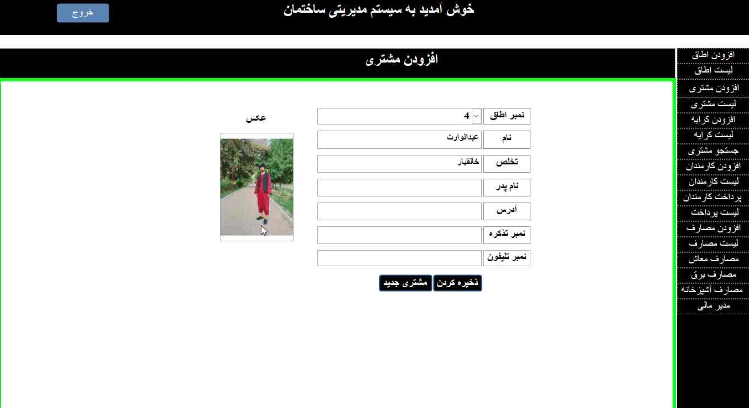 خوش آمدید به سیستم مدیریتی ساختمان
خروج
افزودن مشتری
افزودن اطاق
لیست اطاق
افزودن مشتری
لیست مشتری
افزودن کرایه
لیست کرایه
جستجو مشتری
افزودن کارمندان
لیست کارمندان
پرداخت کارمندان
لیست پرداخت
افزودن مصارف
لیست مصارف
مصارف معاش
مصارف برق
مصارف آشپزخانه
مدیر مالی
نمبر اطاق 4
نام عبدالوارث
تخلص خالقیار
نام پدر
آدرس
نمبر تذکره
نمبر تلیفون
ذخیره کردن مشتری جدید
عکس